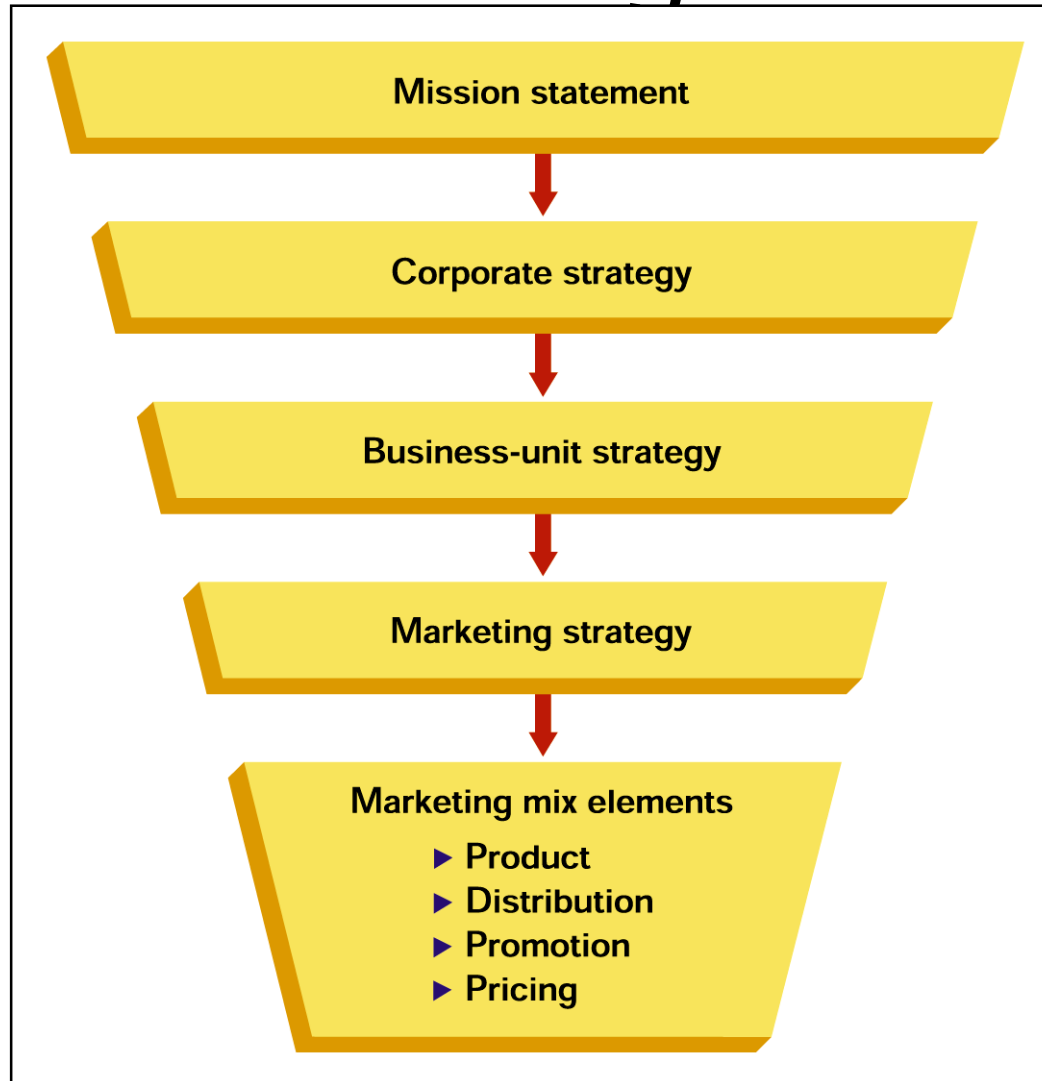 Mission statement
Corporate strategy
Business-unit strategy
Marketing strategy
Marketing mix elements
Product
Distribution
Promotion
Pricing